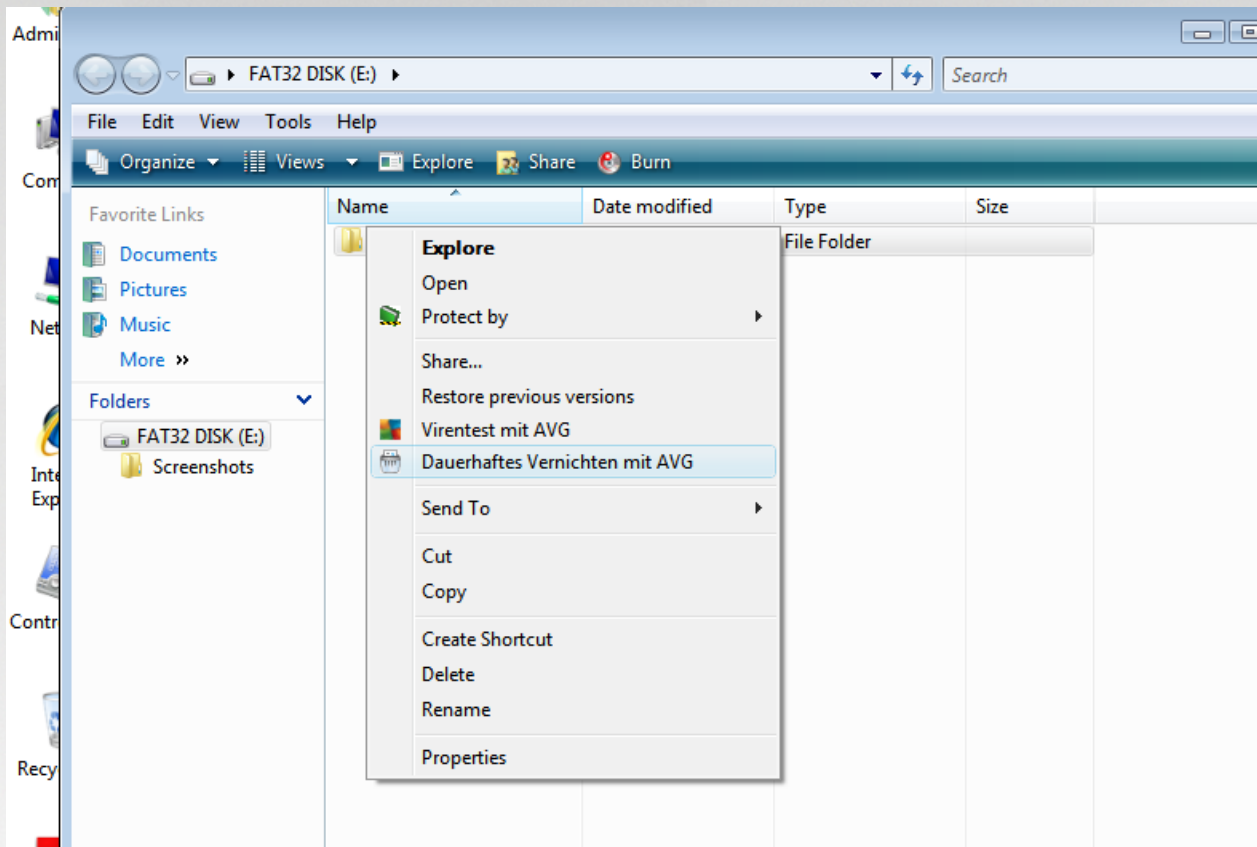 Admi
FAT32 DISK (E:)
Search
File Edit View Tools Help
Organize Views Explore Share Burn
Com
Favorite Links
Name Date modified Type Size
Documents
File Folder
Pictures
Music
More »
Net
Folders
FAT32 DISK (E:)
Screenshots
Inte
Exp
Contr
Recy
Explore
Open
Protect by
Share...
Restore previous versions
Virentest mit AVG
Dauerhaftes Vernichten mit AVG
Send To
Cut
Copy
Create Shortcut
Delete
Rename
Properties